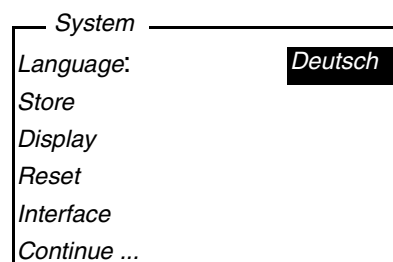 System
Language: Deutsch
Store
Display
Reset
Interface
Continue ...